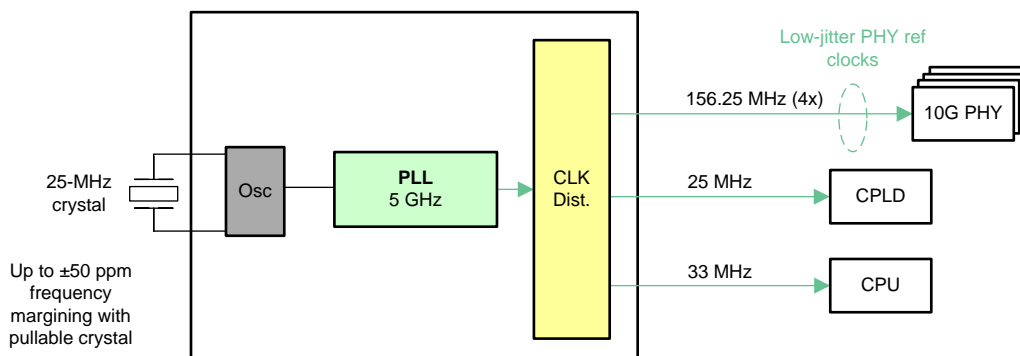 Low-jitter PHY ref
clocks
156.25 MHz (4x)
10G PHY
25-MHz
crystal
Osc
PLL
5 GHz
CLK
Dist.
25 MHz
CPLD
Up to ±50 ppm
frequency
margining with
pullable crystal
33 MHz
CPU